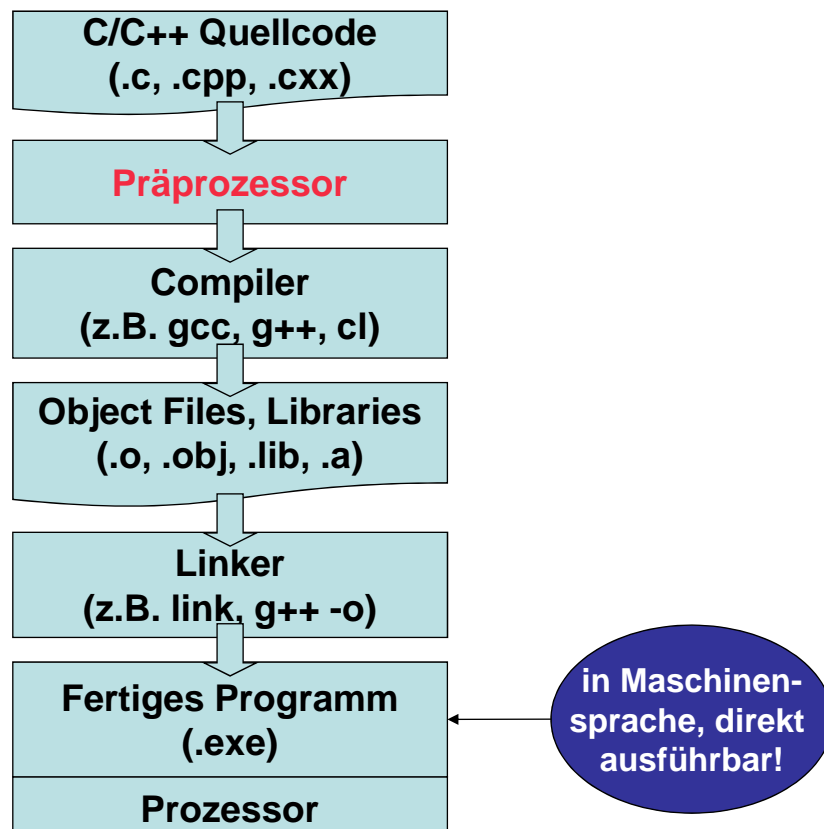 C/C++ Quellcode
(.c, .cpp, .cxx)
Präprozessor
Compiler
(z.B. gcc, g++, cl)
Object Files, Libraries
(.o, .obj, .lib, .a)
Linker
(z.B. link, g++ -o)
Fertiges Programm
(.exe)
in Maschinen-
sprache, direkt
ausführbar!
Prozessor